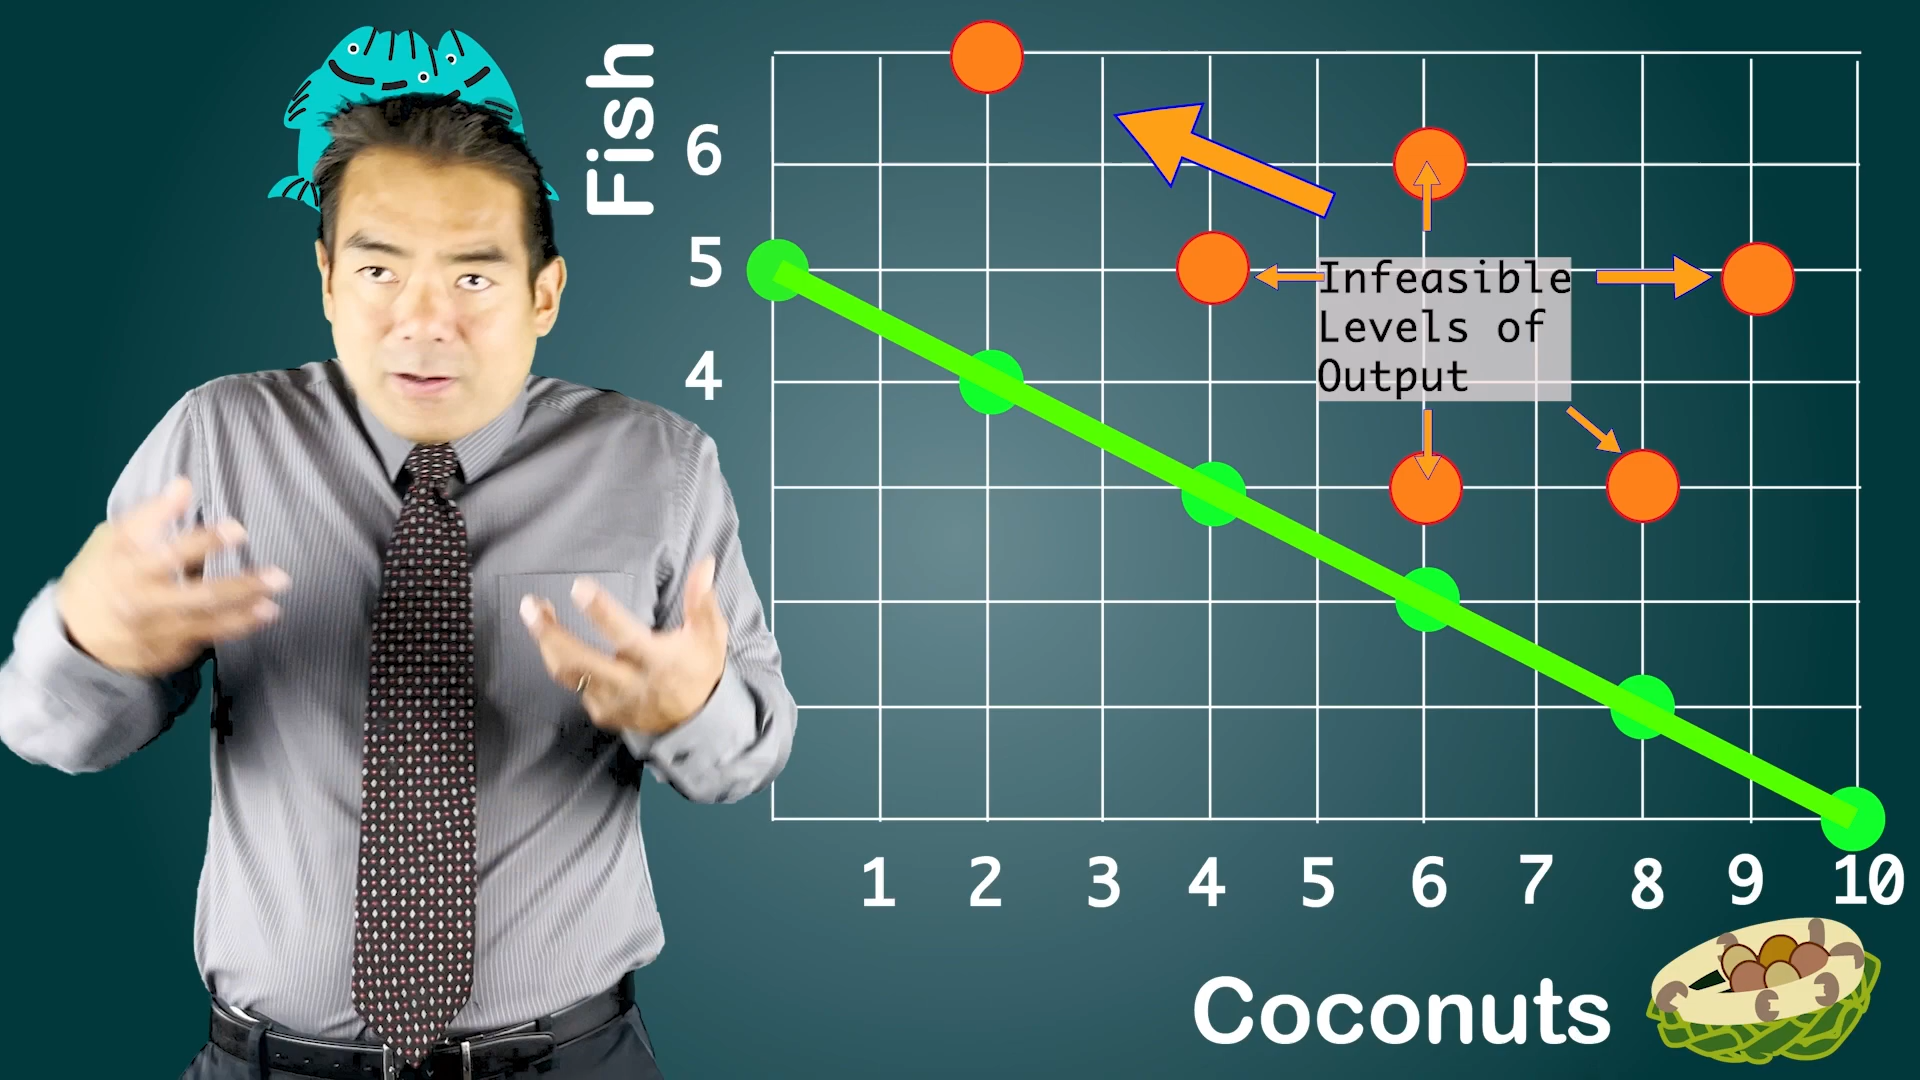 Fish
6
5
4
Infeasible
Levels of
Output
1 2 3 4 5 6 7 8 9 10
Coconuts